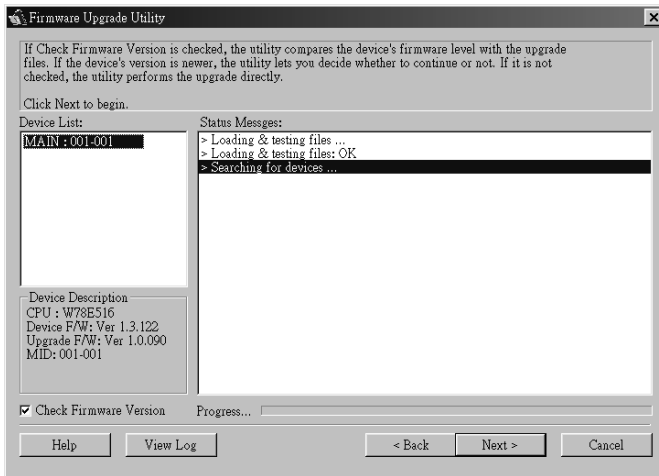 Firmware Upgrade Utility
If Check Firmware Version is checked, the utility compares the device's firmware level with the upgrade
files. If the device's version is newer, the utility lets you decide whether to continue or not. If it is not
checked, the utility performs the upgrade directly.
Click Next to begin.
Device List:
MAIN : 001-001
Status Messges:
> Loading & testing files ...
> Loading & testing files: OK
> Searching for devices ...
Device Description
CPU : W78E516
Device F/W: Ver 1.3.122
Upgrade F/W: Ver 1.0.090
MID: 001-001
Check Firmware Version
Progress...
Help
View Log
< Back
Next >
Cancel